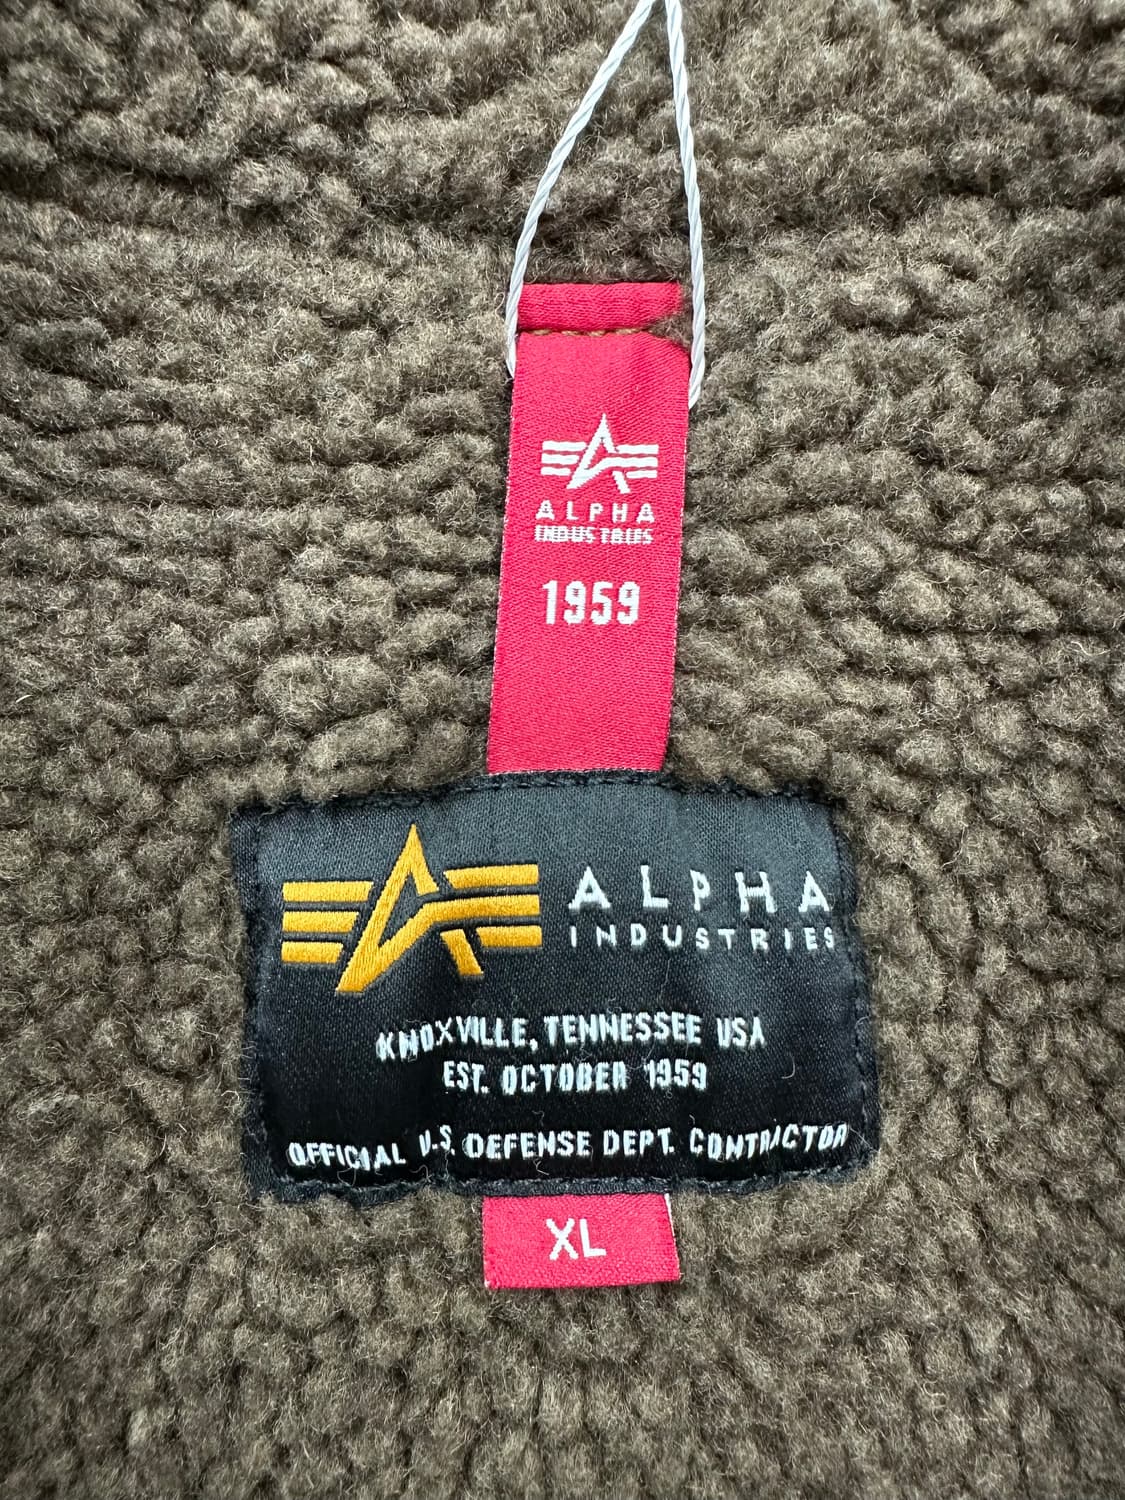 ALPHA
INDUSTRIES
1959
ALPHA
INDUSTRIES
KNOXVILLE, TENNESSEE USA
EST. OCTOBER 1959
OFFICIAL U.S. DEFENSE DEPT. CONTRACTOR
XL